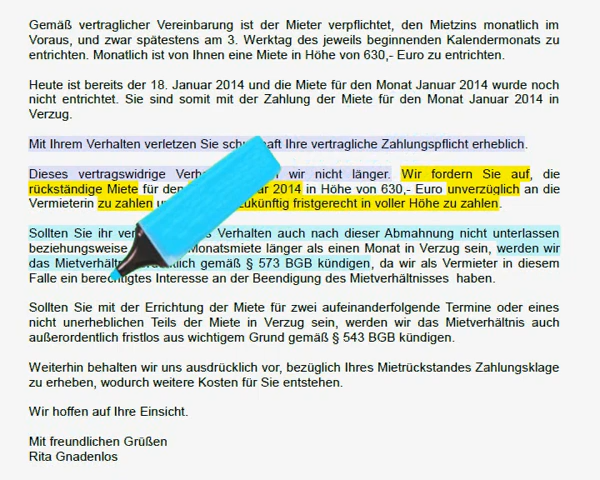 Gemäß vertraglicher Vereinbarung ist der Mieter verpflichtet, den Mietzins monatlich im
Voraus, und zwar spätestens am 3. Werktag des jeweils beginnenden Kalendermonats zu
entrichten. Monatlich ist von Ihnen eine Miete in Höhe von 630,- Euro zu entrichten.
Heute ist bereits der 18. Januar 2014 und die Miete für den Monat Januar 2014 wurde noch
nicht entrichtet. Sie sind somit mit der Zahlung der Miete für den Monat Januar 2014 in
Verzug.
Mit Ihrem Verhalten verletzen Sie Ihre vertragliche Zahlungspflicht erheblich.
Dieses vertragswidrige wir nicht länger. Wir fordern Sie auf, die
rückständige Miete für den 2014 in Höhe von 630,- Euro unverzüglich an die
Vermieterin zu zahlen zukünftig fristgerecht in voller Höhe zu zahlen.
Sollten Sie ihr Verhalten auch nach dieser Abmahnung nicht unterlassen
beziehungsweise Monatsmiete länger als einen Monat in Verzug sein, werden wir
das gemäß § 573 BGB kündigen, da wir als Vermieter in diesem
Falle ein berechtigtes Interesse an der Beendigung des Mietverhältnisses haben.
Sollten Sie mit der Errichtung der Miete für zwei aufeinanderfolgende Termine oder eines
nicht unerheblichen Teils der Miete in Verzug sein, werden wir das Mietverhältnis auch
außerordentlich fristlos aus wichtigem Grund gemäß § 543 BGB kündigen.
Weiterhin behalten wir uns ausdrücklich vor, bezüglich Ihres Mietrückstandes Zahlungsklage
zu erheben, wodurch weitere Kosten für Sie entstehen.
Wir hoffen auf Ihre Einsicht.
Mit freundlichen Grüßen
Rita Gnadenlos